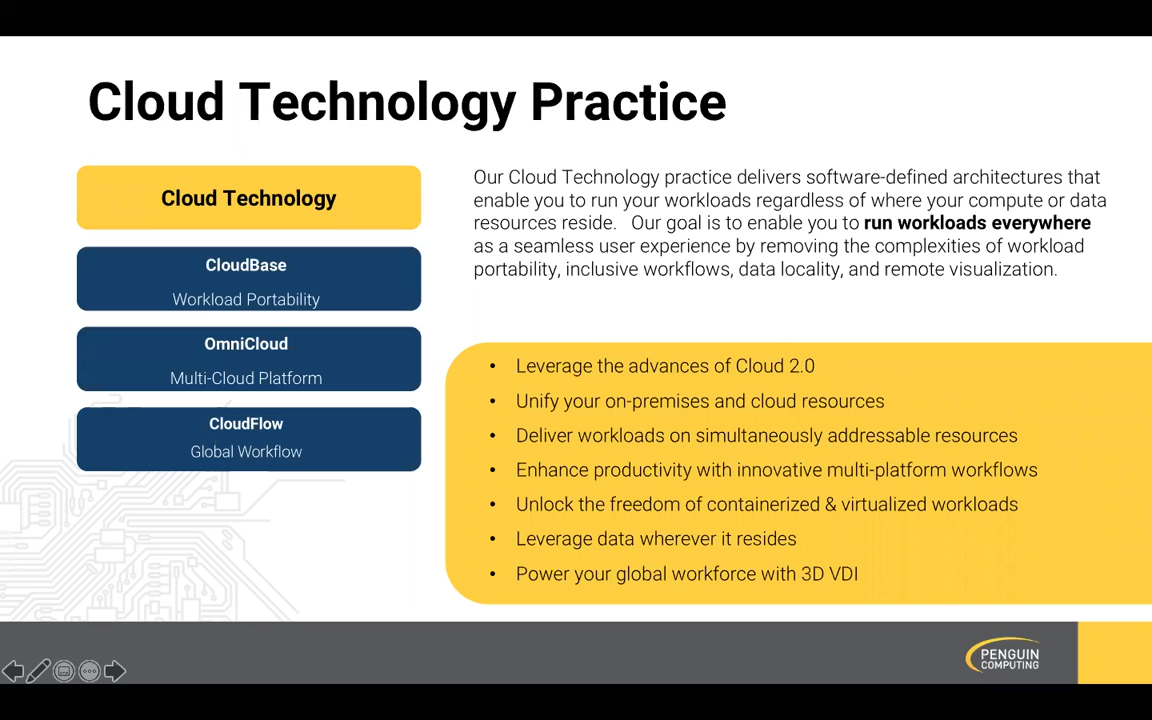 Cloud Technology Practice
Cloud Technology
CloudBase
Workload Portability
OmniCloud
Multi-Cloud Platform
CloudFlow
Global Workflow
Our Cloud Technology practice delivers software-defined architectures that
enable you to run your workloads regardless of where your compute or data
resources reside.   Our goal is to enable you to run workloads everywhere
as a seamless user experience by removing the complexities of workload
portability, inclusive workflows, data locality, and remote visualization.
• Leverage the advances of Cloud 2.0
• Unify your on-premises and cloud resources
• Deliver workloads on simultaneously addressable resources
• Enhance productivity with innovative multi-platform workflows
• Unlock the freedom of containerized & virtualized workloads
• Leverage data wherever it resides
• Power your global workforce with 3D VDI
PENGUIN
COMPUTING